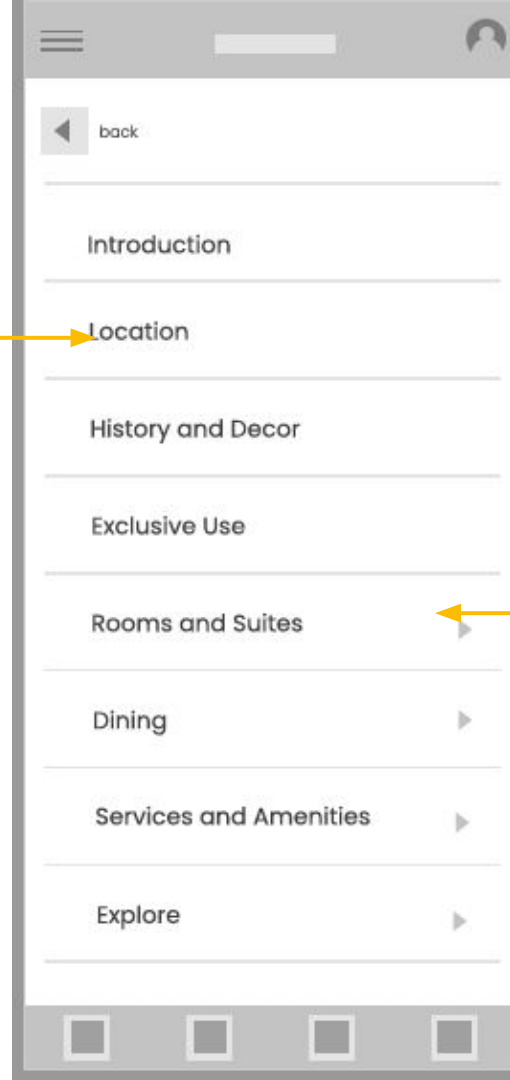 back
Introduction
Location
History and Decor
Exclusive Use
Rooms and Suites
Dining
Services and Amenities
Explore